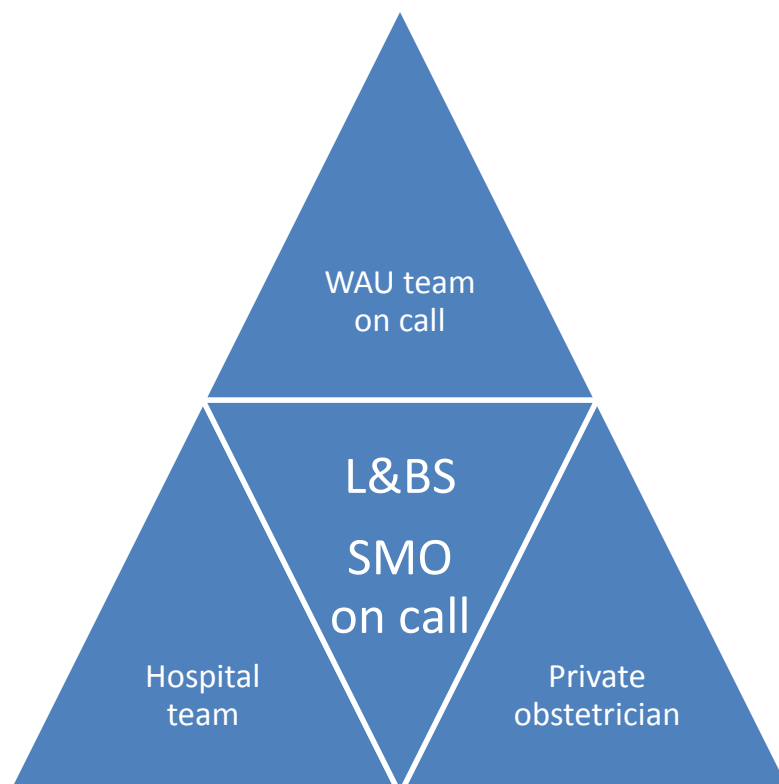 WAU team
on call
L&BS
SMO
on call
Hospital
team
Private
obstetrician